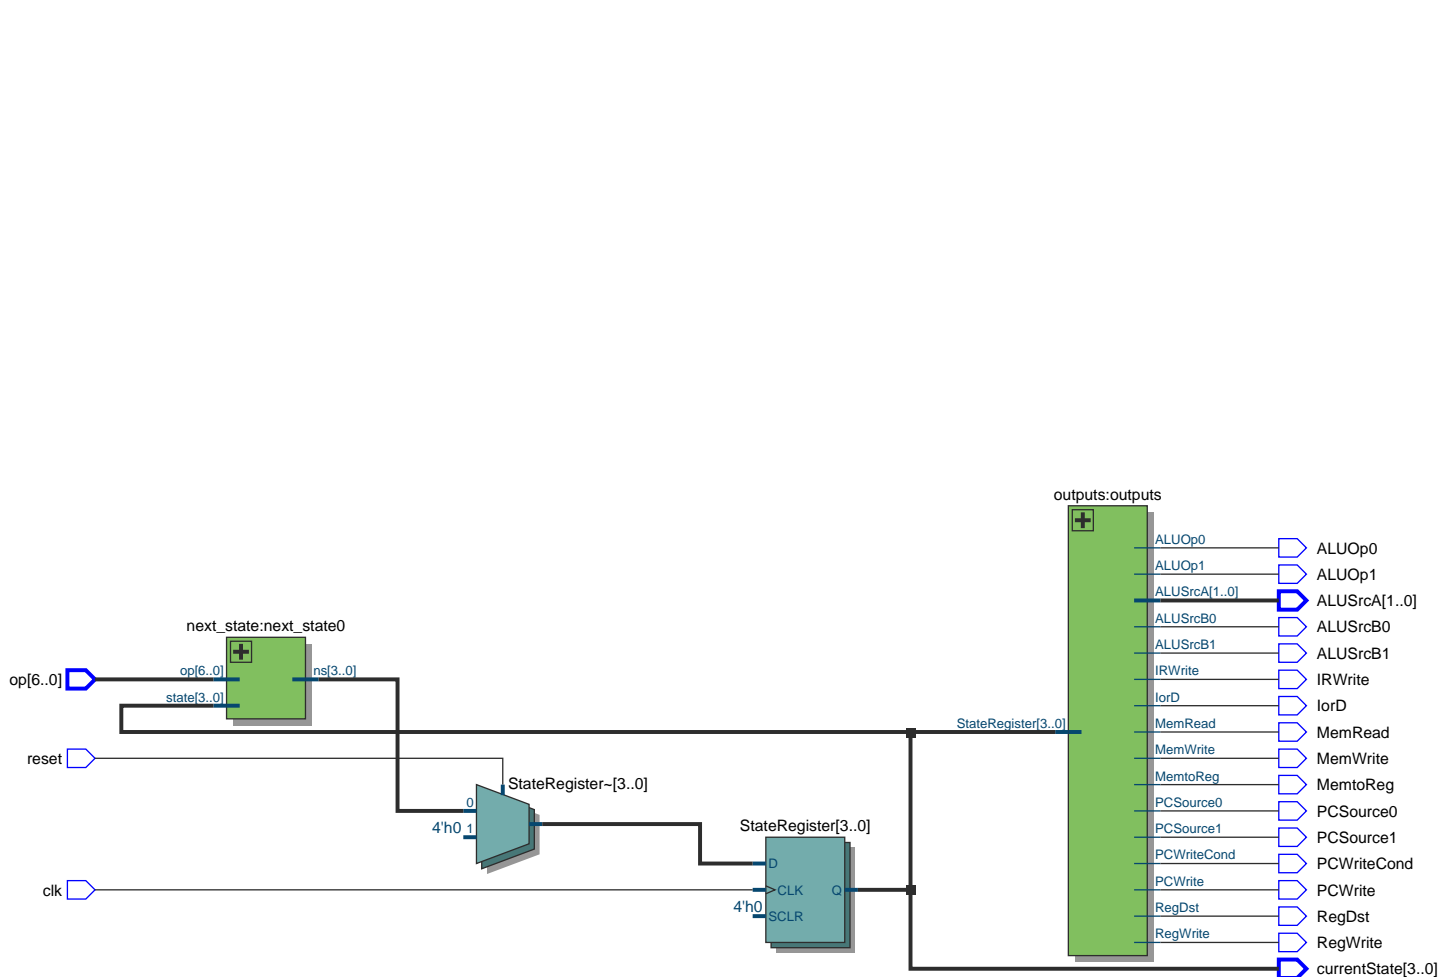 outputs:outputs
ALUOp0 ALUOp0
ALUOp1 ALUOp1
ALUSrcA[1..0] ALUSrcA[1..0]
ALUSrcB0 ALUSrcB0
next_state:next_state0
ALUSrcB1 ALUSrcB1
op[6..0] op[6..0] ns[3..0] IRWrite IRWrite
state[3..0] IorD IorD
StateRegister[3..0] MemRead MemRead
reset MemWrite MemWrite
StateRegister~[3..0] MemtoReg MemtoReg
0 PCSource0 PCSource0
4'h0 1 StateRegister[3..0] PCSource1 PCSource1
D PCWriteCond PCWriteCond
clk CLK Q PCWrite PCWrite
4'h0 SCLR RegDst RegDst
RegWrite RegWrite
currentState[3..0]